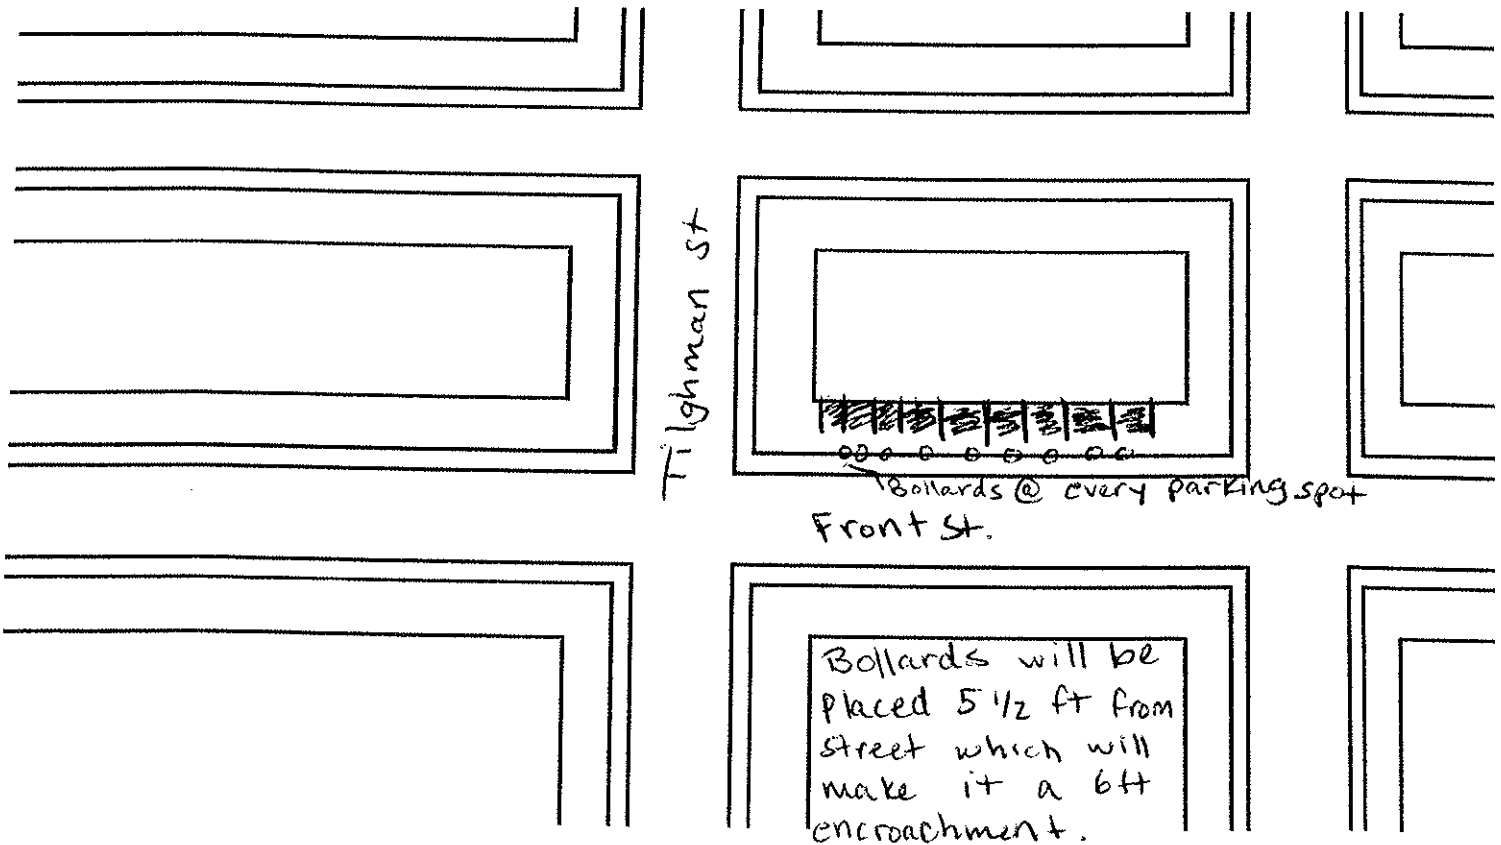 Tilghman St
Bollards @ every parking spot
Front St.
Bollards will be
placed 5 1/2 ft from
street which will
make it a 6ft
encroachment.